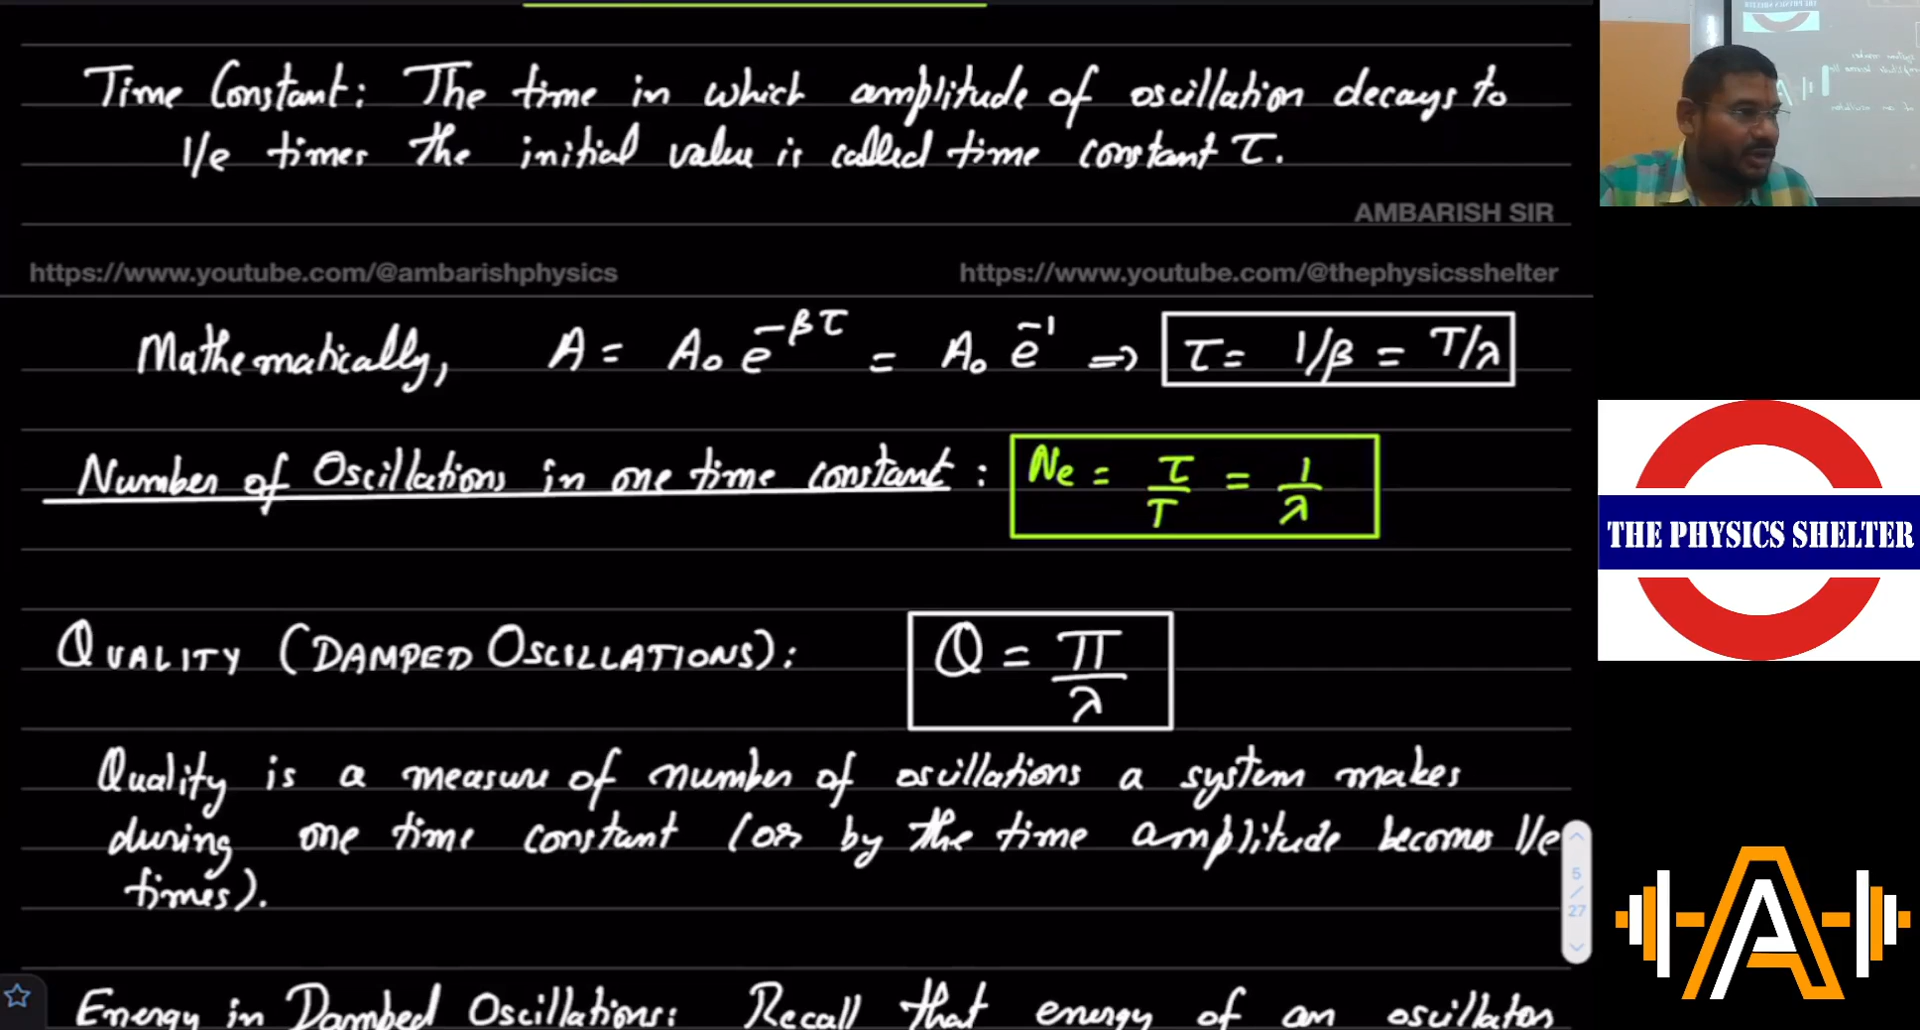 Time Constant: The time in which amplitude of oscillation decays to
1/e times the initial value is called time constant τ.
AMBARISH SIR
https://www.youtube.com/@ambarishphysics https://www.youtube.com/@thephysicsshelter
Mathematically, A = A₀ e^-βτ = A₀ e^-1 ⇒ τ = 1/β = T/λ
Number of Oscillations in one time constant : Ne = τ/T = 1/λ
QUALITY (DAMPED OSCILLATIONS): Q = π/λ
Quality is a measure of number of oscillations a system makes
during one time constant (or by the time amplitude becomes 1/e
times).
5
/
27
Energy in Damped Oscillations: Recall that energy of an oscillator
THE PHYSICS SHELTER
A